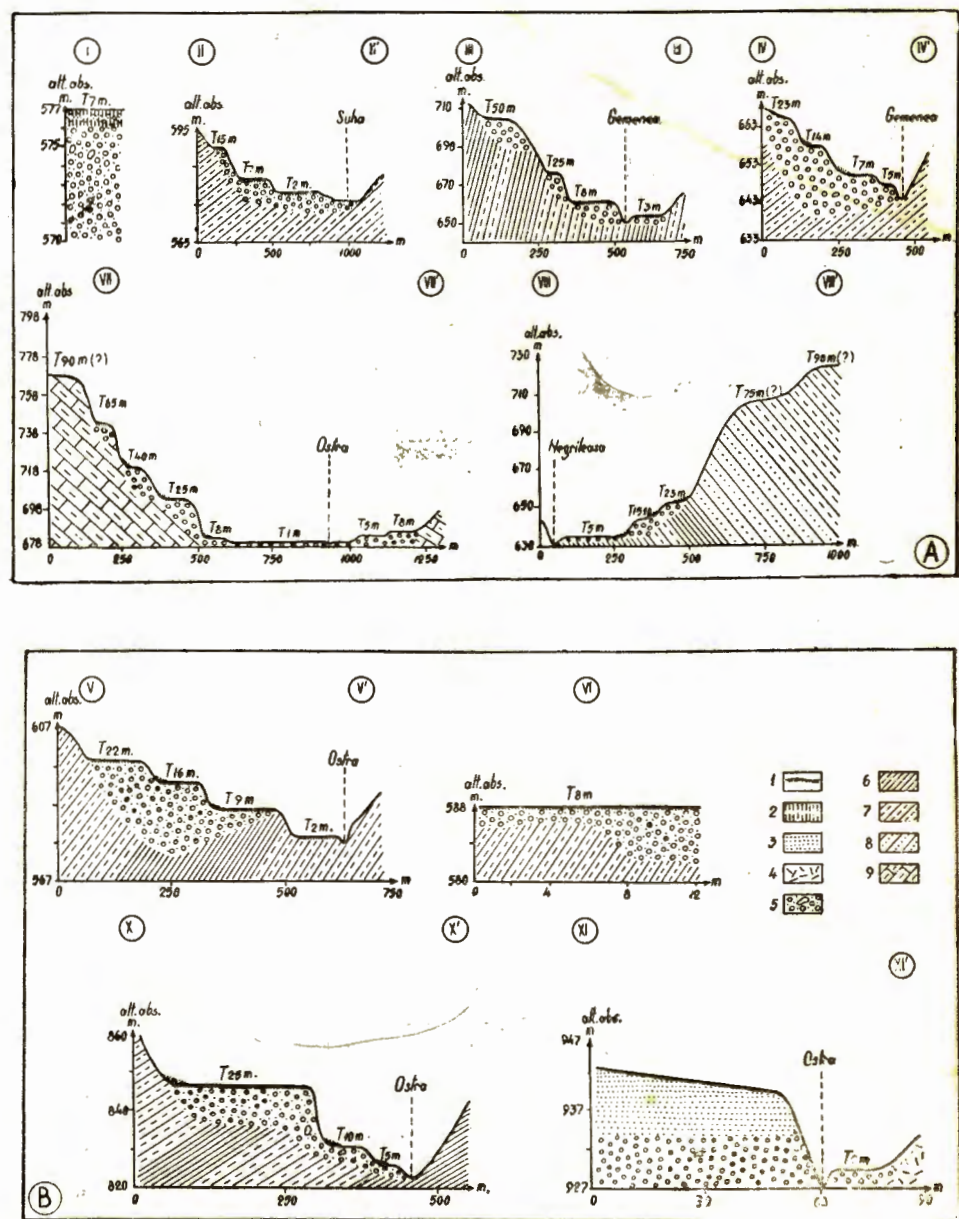 I
alt. abs.
m.
T7m.
577
575
570
II
II'
alt. abs.
m.
595
565
T15m
T2m.
Suha
0
500
1000
m
III
alt. abs.
m.
710
690
670
650
T50m
T25m
T8m
T3m
Gemenea
0
250
500
750
m
IV
IV'
alt. abs.
m.
663
653
643
633
T23m
T14m
T7m
T5m
Gemenea
0
250
500
m
VII
VII'
alt. abs
m
798
778
758
738
718
698
678
T90m(?)
T65m
T40m
T25m
T8m
T1m
T5m
T8m
Ostra
0
250
500
750
1000
1250
m
VIII
VIII'
alt. abs.
m
730
710
690
670
650
630
T90m(?)
T75m(?)
T23m
T5m
Negrileasa
0
250
500
750
1000
m
A
V
V'
alt. abs.
m
607
567
T22m.
T16m.
T9m
T2m.
Ostra
0
250
500
750
m
VI
alt. abs.
m.
588
580
T8m
0
2
4
8
12
m
1
2
3
4
5
6
7
8
9
X
X'
alt. abs.
m.
860
840
820
T25m.
T10m
T5m
Ostra
0
250
500
m.
XI
XI'
alt. abs.
m
947
937
927
Ostra
0
90
m
B